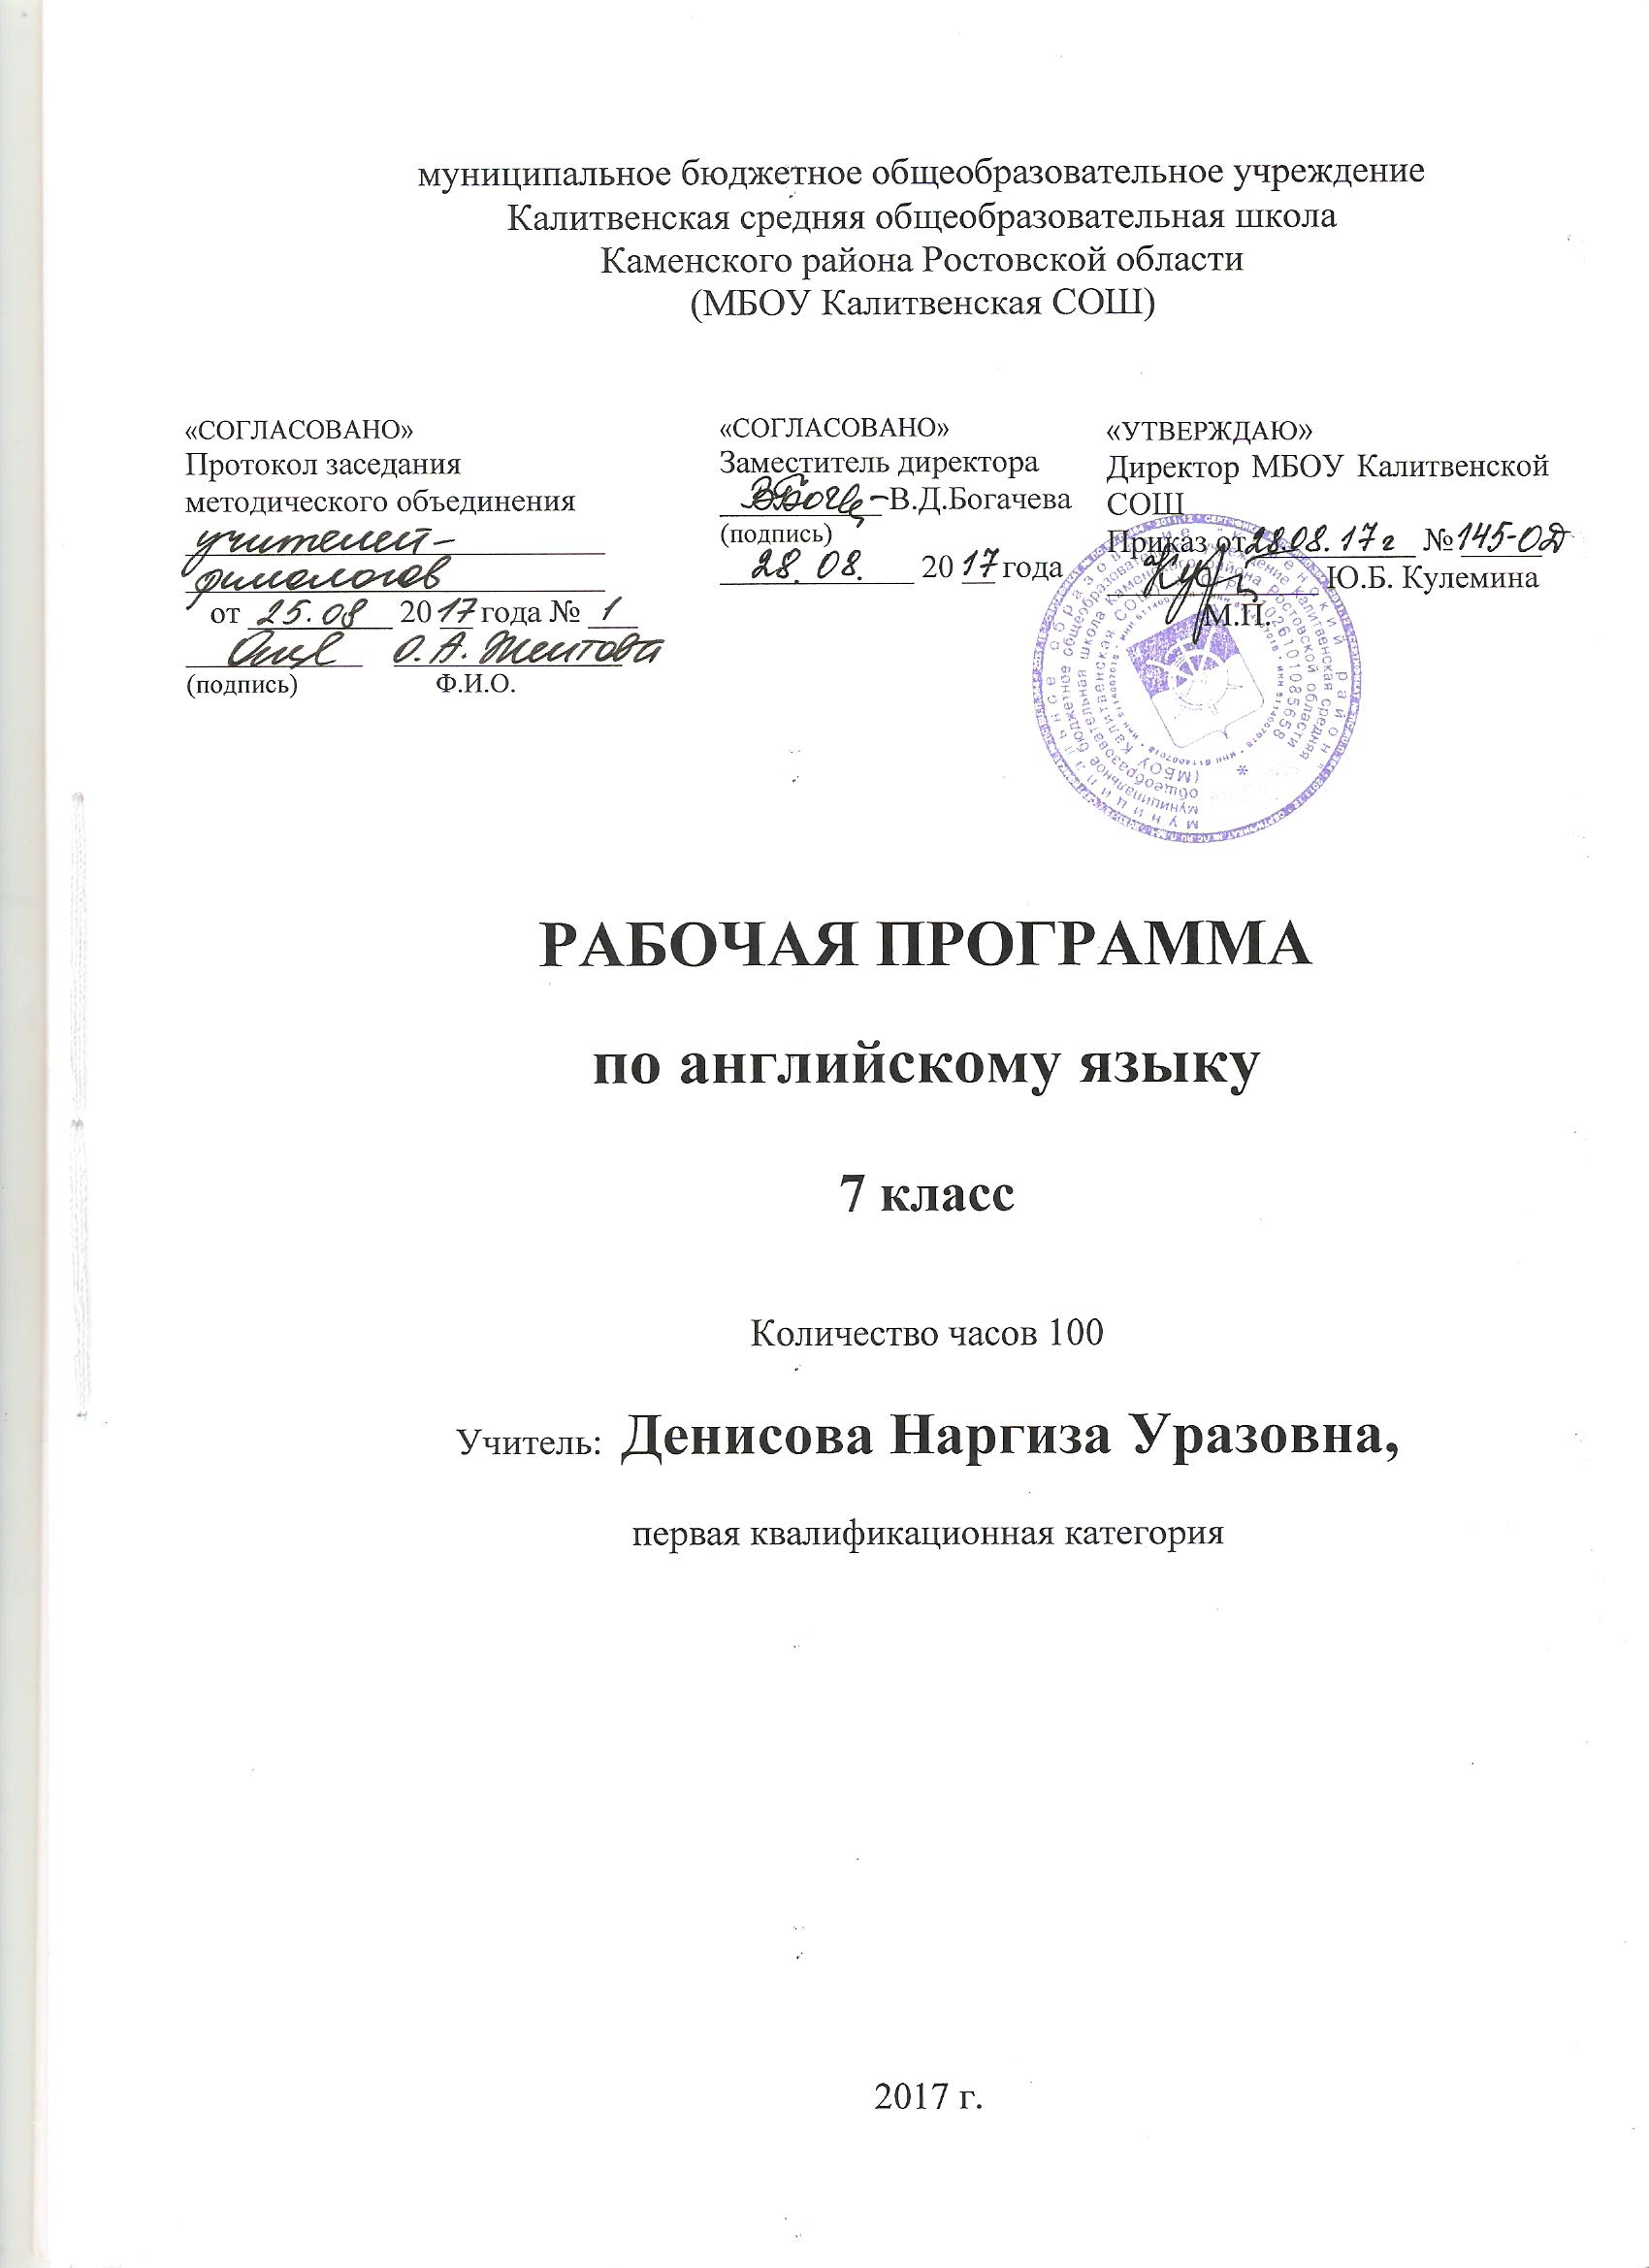 муниципальное бюджетное общеобразовательное учреждение
Калитвенская средняя общеобразовательная школа
Каменского района Ростовской области
(МБОУ Калитвенская СОШ)
«СОГЛАСОВАНО»
Протокол заседания
методического объединения
учителей-
филологов
от 25.08 2017 года № 1
О.А.
(подпись) Ф.И.О.
«СОГЛАСОВАНО»
Заместитель директора
В.Д.Богачева
(подпись)
28.08. 2017 года
«УТВЕРЖДАЮ»
Директор МБОУ Калитвенской
СОШ
Приказ от 28.08.17г №145-ОД
Ю.Б. Кулемина
М.П.
РАБОЧАЯ ПРОГРАММА
по английскому языку
7 класс
Количество часов 100
Учитель: Денисова Наргиза Уразовна,
первая квалификационная категория
2017 г.